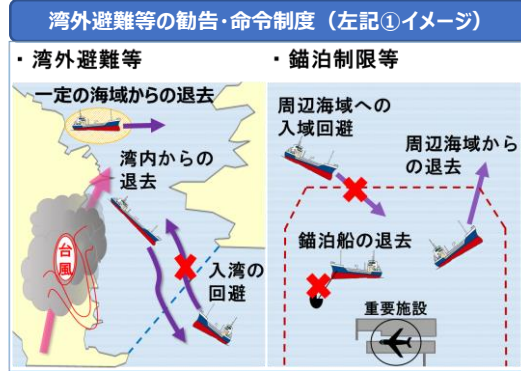 湾外避難等の勧告･命令制度（左記①イメージ）
・湾外避難等
一定の海域からの退去
湾内からの
退去
台風
入湾の
回避
・錨泊制限等
周辺海域への
入域回避
周辺海域から
の退去
錨泊船の退去
重要施設